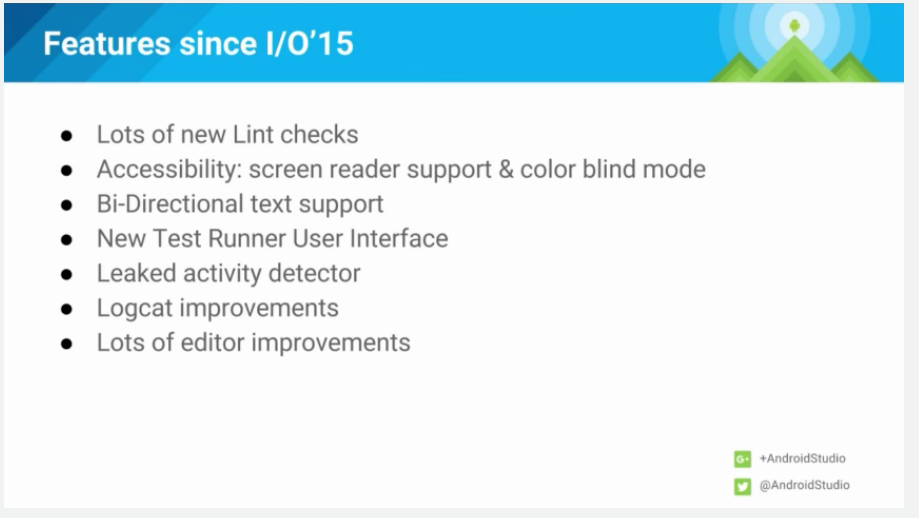 Features since I/O’15
● Lots of new Lint checks
● Accessibility: screen reader support & color blind mode
● Bi-Directional text support
● New Test Runner User Interface
● Leaked activity detector
● Logcat improvements
● Lots of editor improvements
G+ +AndroidStudio
@AndroidStudio